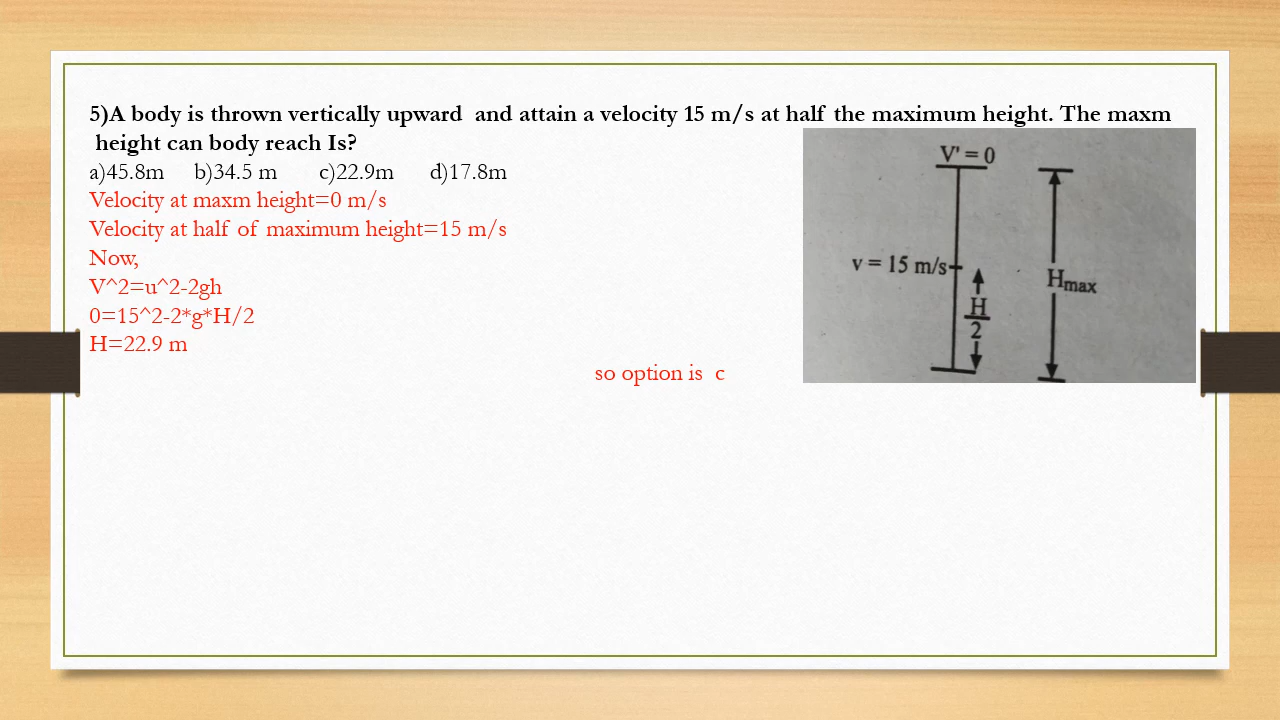 5)A body is thrown vertically upward and attain a velocity 15 m/s at half the maximum height. The maxm
height can body reach Is?
a)45.8m b)34.5 m c)22.9m d)17.8m
Velocity at maxm height=0 m/s
Velocity at half of maximum height=15 m/s
Now,
V^2=u^2-2gh
0=15^2-2*g*H/2
H=22.9 m
so option is c
V' = 0
v = 15 m/s
H
2
Hmax